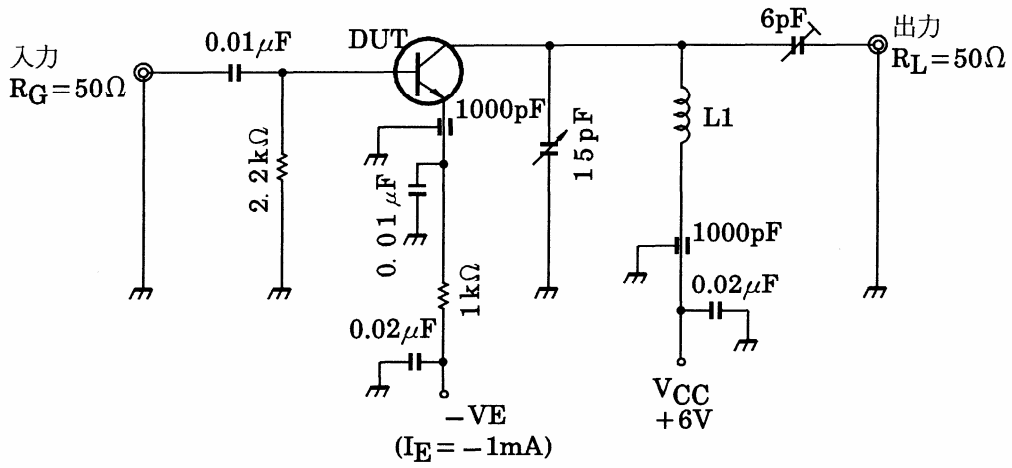 入力
RG=50Ω
0.01μF
2.2kΩ
DUT
1000pF
0.01μF
1kΩ
0.02μF
−VE
(IE=−1mA)
15pF
L1
1000pF
0.02μF
VCC
+6V
6pF
出力
RL=50Ω